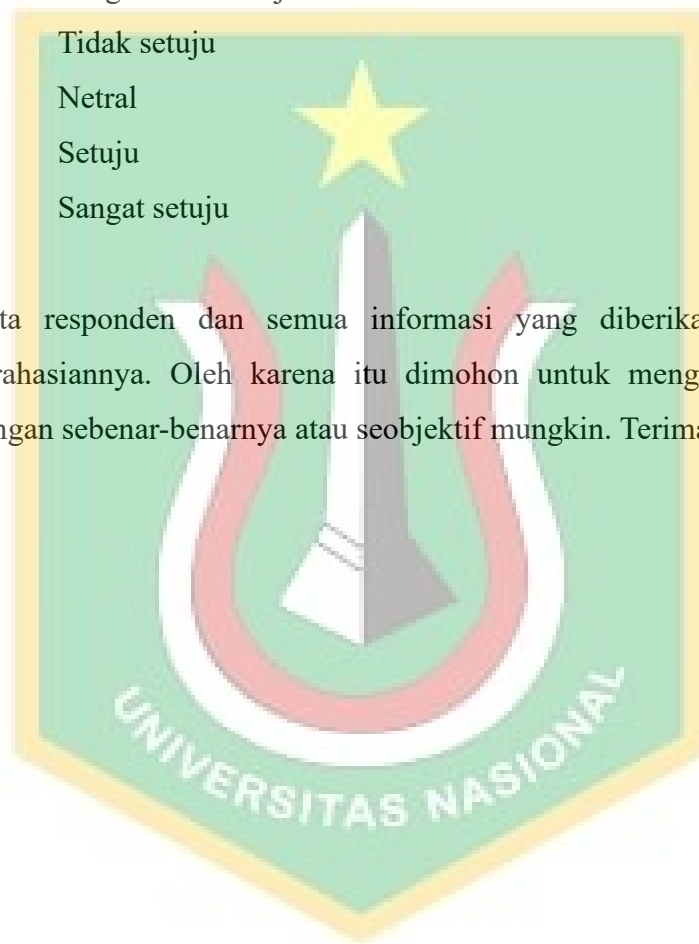 Tidak setuju
Netral
Setuju
Sangat setuju
ta responden dan semua informasi yang diberika
rahasiannya. Oleh karena itu dimohon untuk meng
ngan sebenar-benarnya atau seobjektif mungkin. Terima
UNIVERSITAS NASIONAL